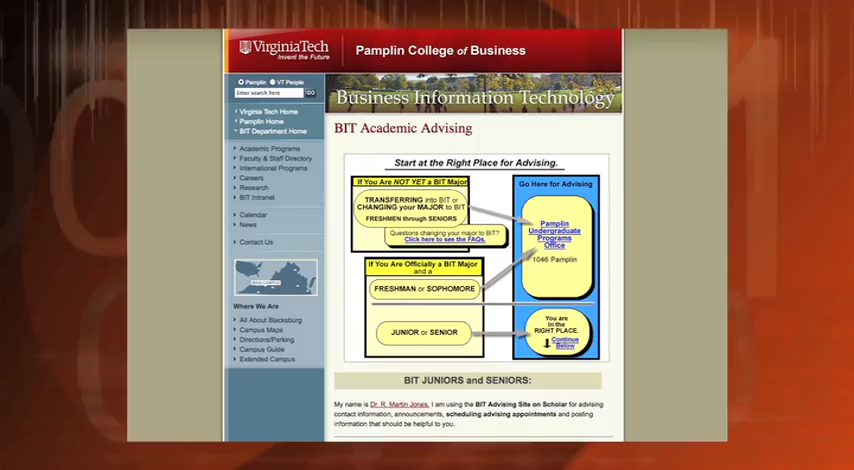 VirginiaTech
Invent the Future
Pamplin College of Business
Pamplin VT People
Enter search here GO
Business Information Technology
Virginia Tech Home
Pamplin Home
BIT Department Home
Academic Programs
Faculty & Staff Directory
International Programs
Careers
Research
BIT Intranet
Calendar
News
Contact Us
MAIN CAMPUS
Where We Are
All About Blacksburg
Campus Maps
Directions/Parking
Campus Guide
Extended Campus
BIT Academic Advising
Start at the Right Place for Advising.
If You Are NOT YET a BIT Major
TRANSFERRING into BIT or
CHANGING your MAJOR to BIT
FRESHMEN through SENIORS
Questions changing your major to BIT?
Click here to see the FAQs.
If You Are Officially a BIT Major
and a
FRESHMAN or SOPHOMORE
JUNIOR or SENIOR
Go Here for Advising
Pamplin
Undergraduate
Programs
Office
1046 Pamplin
You are
in the
RIGHT PLACE.
Continue
Below
BIT JUNIORS and SENIORS:
My name is Dr. R. Martin Jones. I am using the BIT Advising Site on Scholar for advising
contact information, announcements, scheduling advising appointments and posting
information that should be helpful to you.